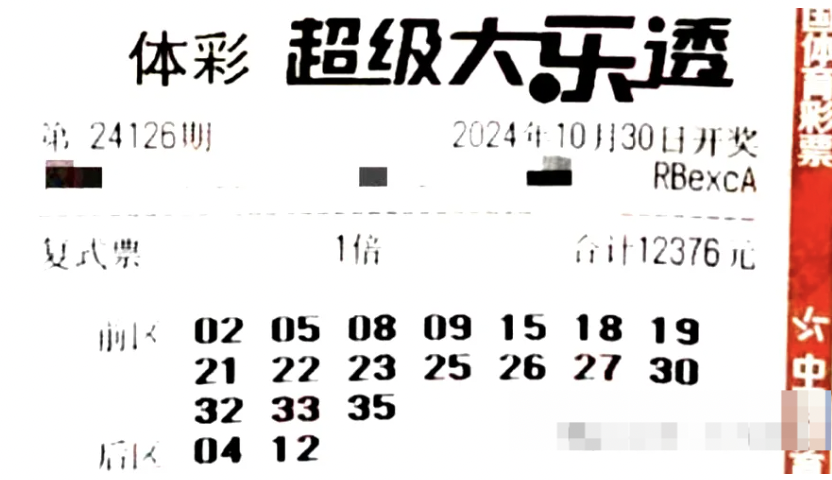 体彩 超级大乐透
第 24126期 2024年10月30日开奖
RBexcA
复式票 1倍 合计12376元
前区 02 05 08 09 15 18 19
21 22 23 25 26 27 30
32 33 35
后区 04 12
国体育彩票
中
育